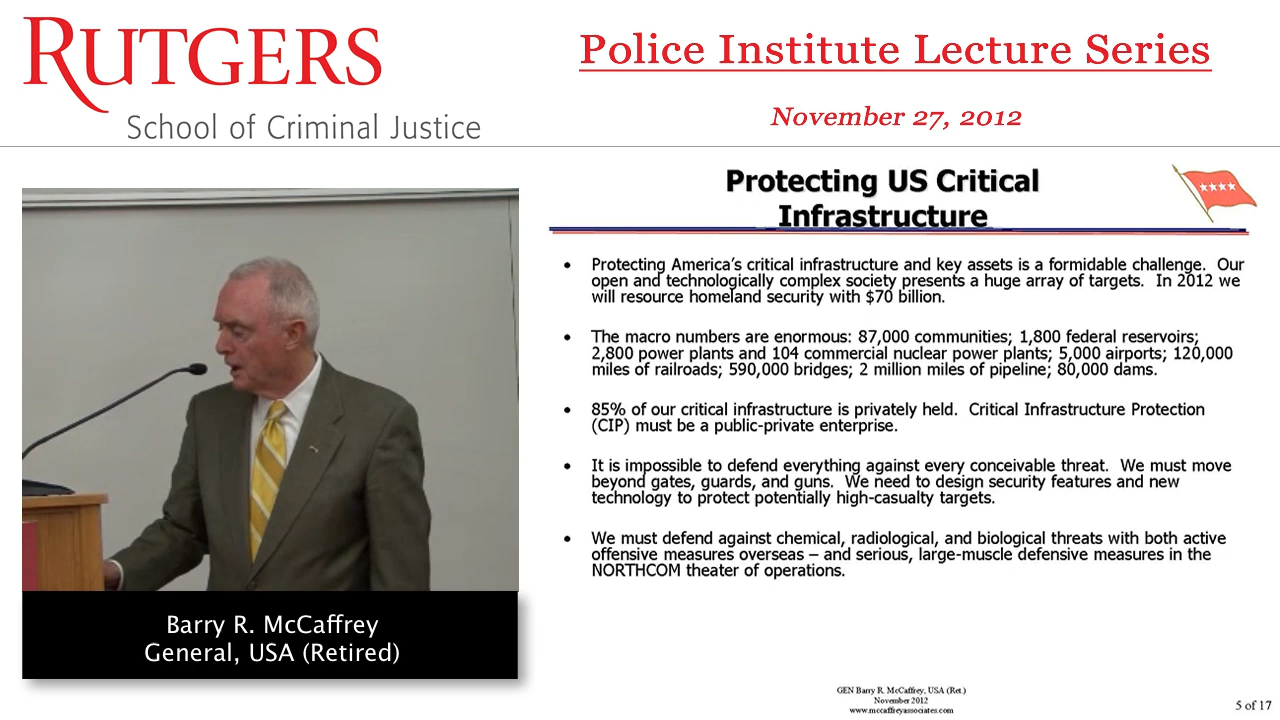 RUTGERS
School of Criminal Justice
Police Institute Lecture Series
November 27, 2012
Protecting US Critical
Infrastructure
• Protecting America's critical infrastructure and key assets is a formidable challenge. Our
open and technologically complex society presents a huge array of targets. In 2012 we
will resource homeland security with $70 billion.
• The macro numbers are enormous: 87,000 communities; 1,800 federal reservoirs;
2,800 power plants and 104 commercial nuclear power plants; 5,000 airports; 120,000
miles of railroads; 590,000 bridges; 2 million miles of pipeline; 80,000 dams.
• 85% of our critical infrastructure is privately held. Critical Infrastructure Protection
(CIP) must be a public-private enterprise.
• It is impossible to defend everything against every conceivable threat. We must move
beyond gates, guards, and guns. We need to design security features and new
technology to protect potentially high-casualty targets.
• We must defend against chemical, radiological, and biological threats with both active
offensive measures overseas – and serious, large-muscle defensive measures in the
NORTHCOM theater of operations.
Barry R. McCaffrey
General, USA (Retired)
GEN Barry R. McCaffrey, USA (Ret.)
November 2012
www.mccaffreyassociates.com
5 of 17